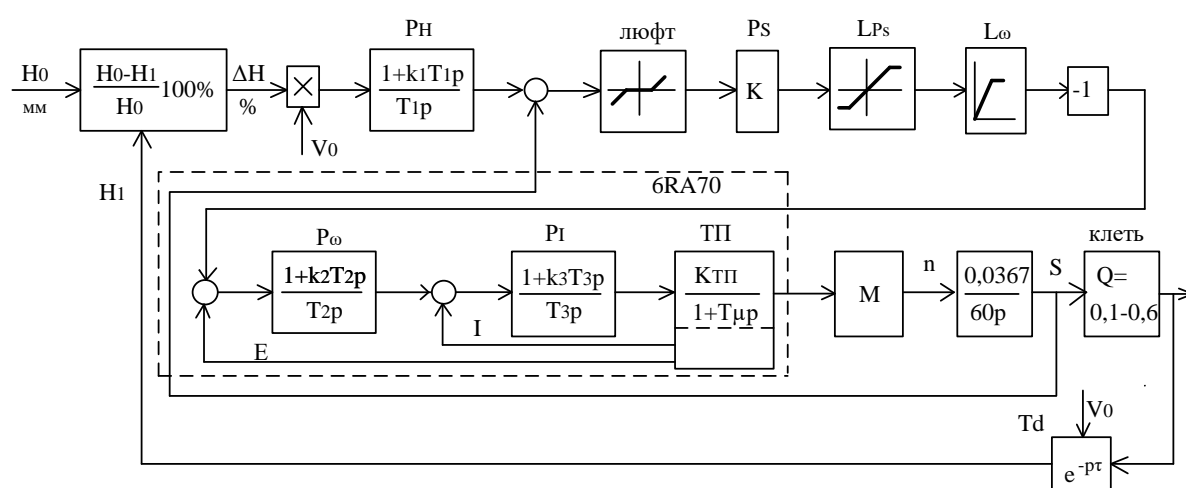 PH люфт PS LPs Lω
H0 мм
H0-H1
H0
100%
ΔH
%
×
V0
1+k1T1p
T1p
K
-1
H1
6RA70
Pω PI ТП клеть
1+k2T2p
T2p
I
E
1+k3T3p
T3p
KТП
1+Tμp
M
n
0,0367
60p
S
Q=
0,1-0,6
Td
V0
e-pτ